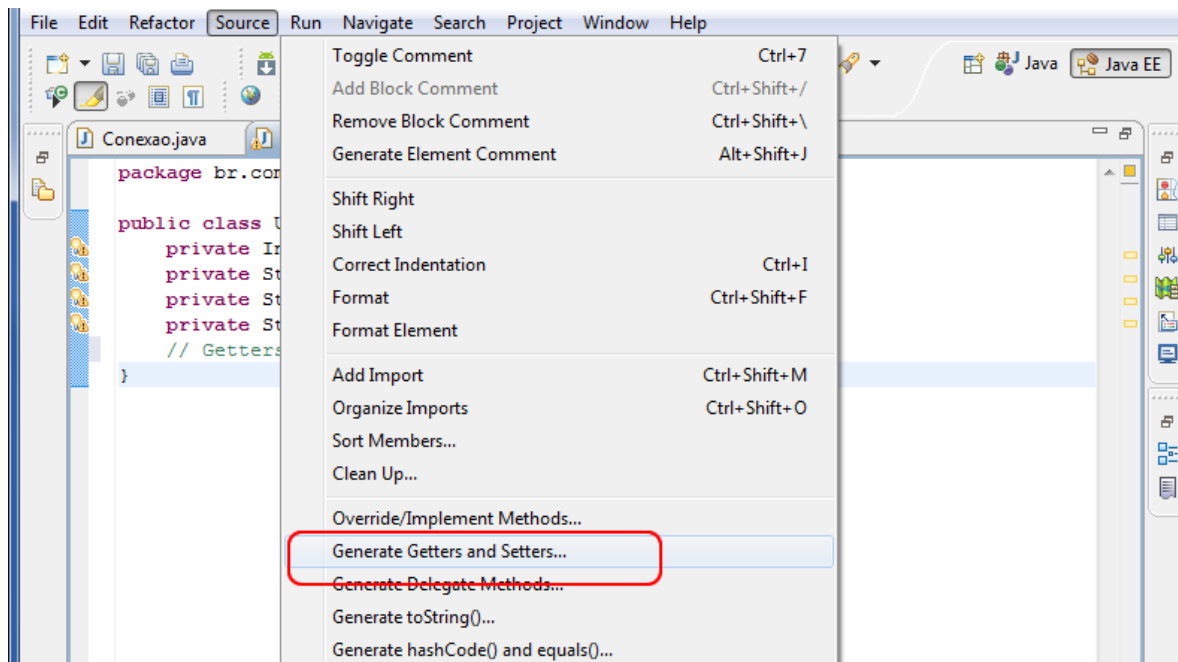 File Edit Refactor Source Run Navigate Search Project Window Help
Java Java EE
Conexao.java
Toggle Comment Ctrl+7
Add Block Comment Ctrl+Shift+/
Remove Block Comment Ctrl+Shift+\
Generate Element Comment Alt+Shift+J
Shift Right
Shift Left
Correct Indentation Ctrl+I
Format Ctrl+Shift+F
Format Element
Add Import Ctrl+Shift+M
Organize Imports Ctrl+Shift+O
Sort Members...
Clean Up...
Override/Implement Methods...
Generate Getters and Setters...
Generate Delegate Methods...
Generate toString()...
Generate hashCode() and equals()...
package br.com
public class U
private In
private St
private St
private St
// Getters
}